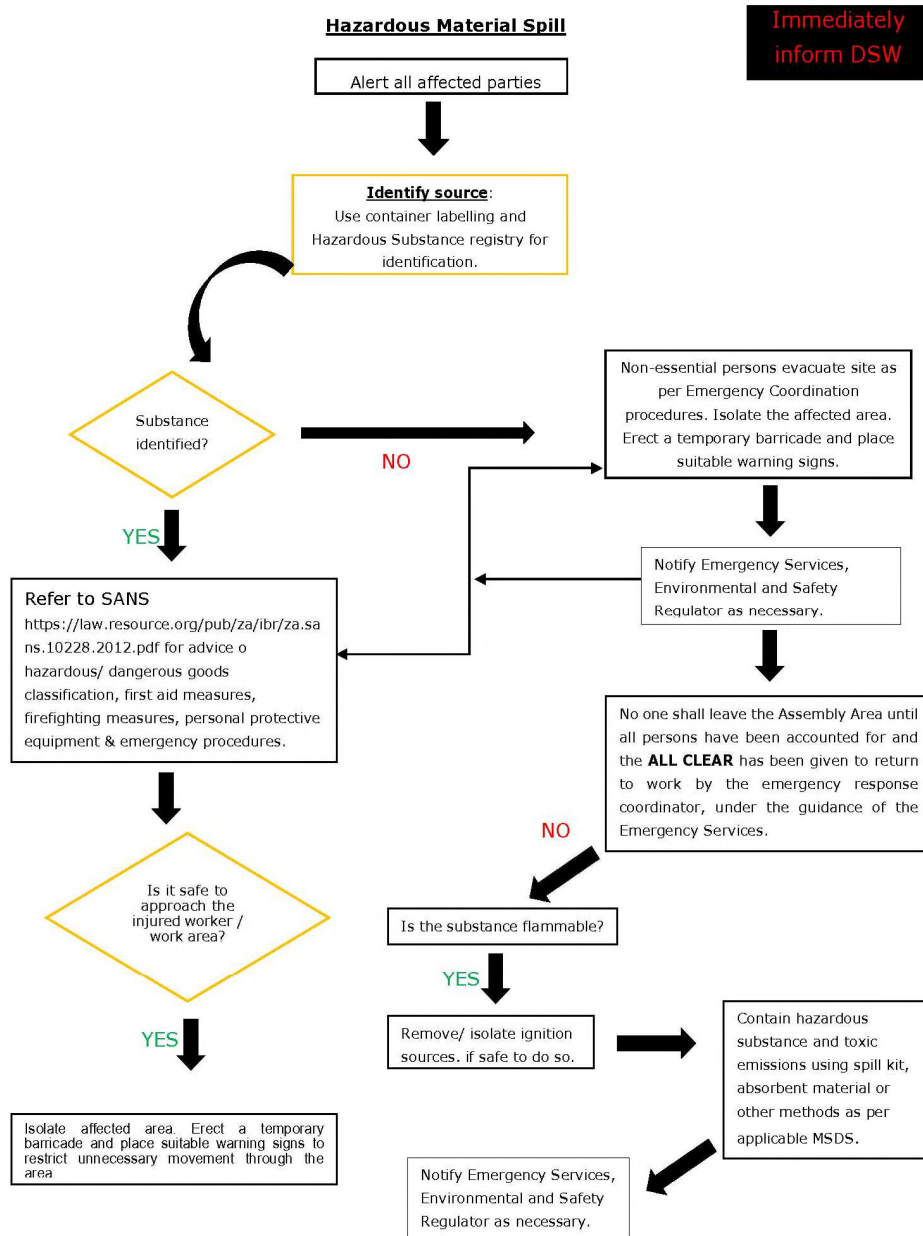 Hazardous Material Spill
Immediately
inform DSW
Alert all affected parties
Identify source:
Use container labelling and
Hazardous Substance registry for
identification.
Substance
identified?
NO
YES
Non-essential persons evacuate site as
per Emergency Coordination
procedures. Isolate the affected area.
Erect a temporary barricade and place
suitable warning signs.
Notify Emergency Services,
Environmental and Safety
Regulator as necessary.
Refer to SANS
https://law.resource.org/pub/za/ibr/za.sa
ns.10228.2012.pdf for advice o
hazardous/ dangerous goods
classification, first aid measures,
firefighting measures, personal protective
equipment & emergency procedures.
No one shall leave the Assembly Area until
all persons have been accounted for and
the ALL CLEAR has been given to return
to work by the emergency response
coordinator, under the guidance of the
Emergency Services.
NO
Is it safe to
approach the
injured worker /
work area?
YES
Is the substance flammable?
YES
Remove/ isolate ignition
sources. if safe to do so.
Contain hazardous
substance and toxic
emissions using spill kit,
absorbent material or
other methods as per
applicable MSDS.
Isolate affected area. Erect a temporary
barricade and place suitable warning signs to
restrict unnecessary movement through the
area
Notify Emergency Services,
Environmental and Safety
Regulator as necessary.